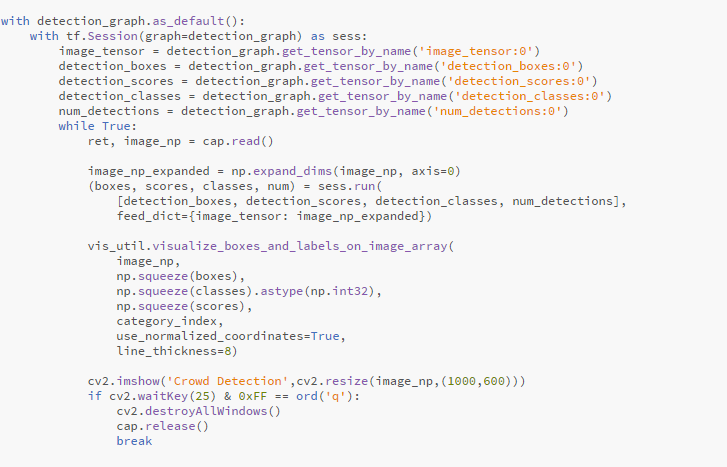 with detection_graph.as_default():
    with tf.Session(graph=detection_graph) as sess:
        image_tensor = detection_graph.get_tensor_by_name('image_tensor:0')
        detection_boxes = detection_graph.get_tensor_by_name('detection_boxes:0')
        detection_scores = detection_graph.get_tensor_by_name('detection_scores:0')
        detection_classes = detection_graph.get_tensor_by_name('detection_classes:0')
        num_detections = detection_graph.get_tensor_by_name('num_detections:0')
        while True:
            ret, image_np = cap.read()

            image_np_expanded = np.expand_dims(image_np, axis=0)
            (boxes, scores, classes, num) = sess.run(
                [detection_boxes, detection_scores, detection_classes, num_detections],
                feed_dict={image_tensor: image_np_expanded})

            vis_util.visualize_boxes_and_labels_on_image_array(
                image_np,
                np.squeeze(boxes),
                np.squeeze(classes).astype(np.int32),
                np.squeeze(scores),
                category_index,
                use_normalized_coordinates=True,
                line_thickness=8)

            cv2.imshow('Crowd Detection',cv2.resize(image_np,(1000,600)))
            if cv2.waitKey(25) & 0xFF == ord('q'):
                cv2.destroyAllWindows()
                cap.release()
                break